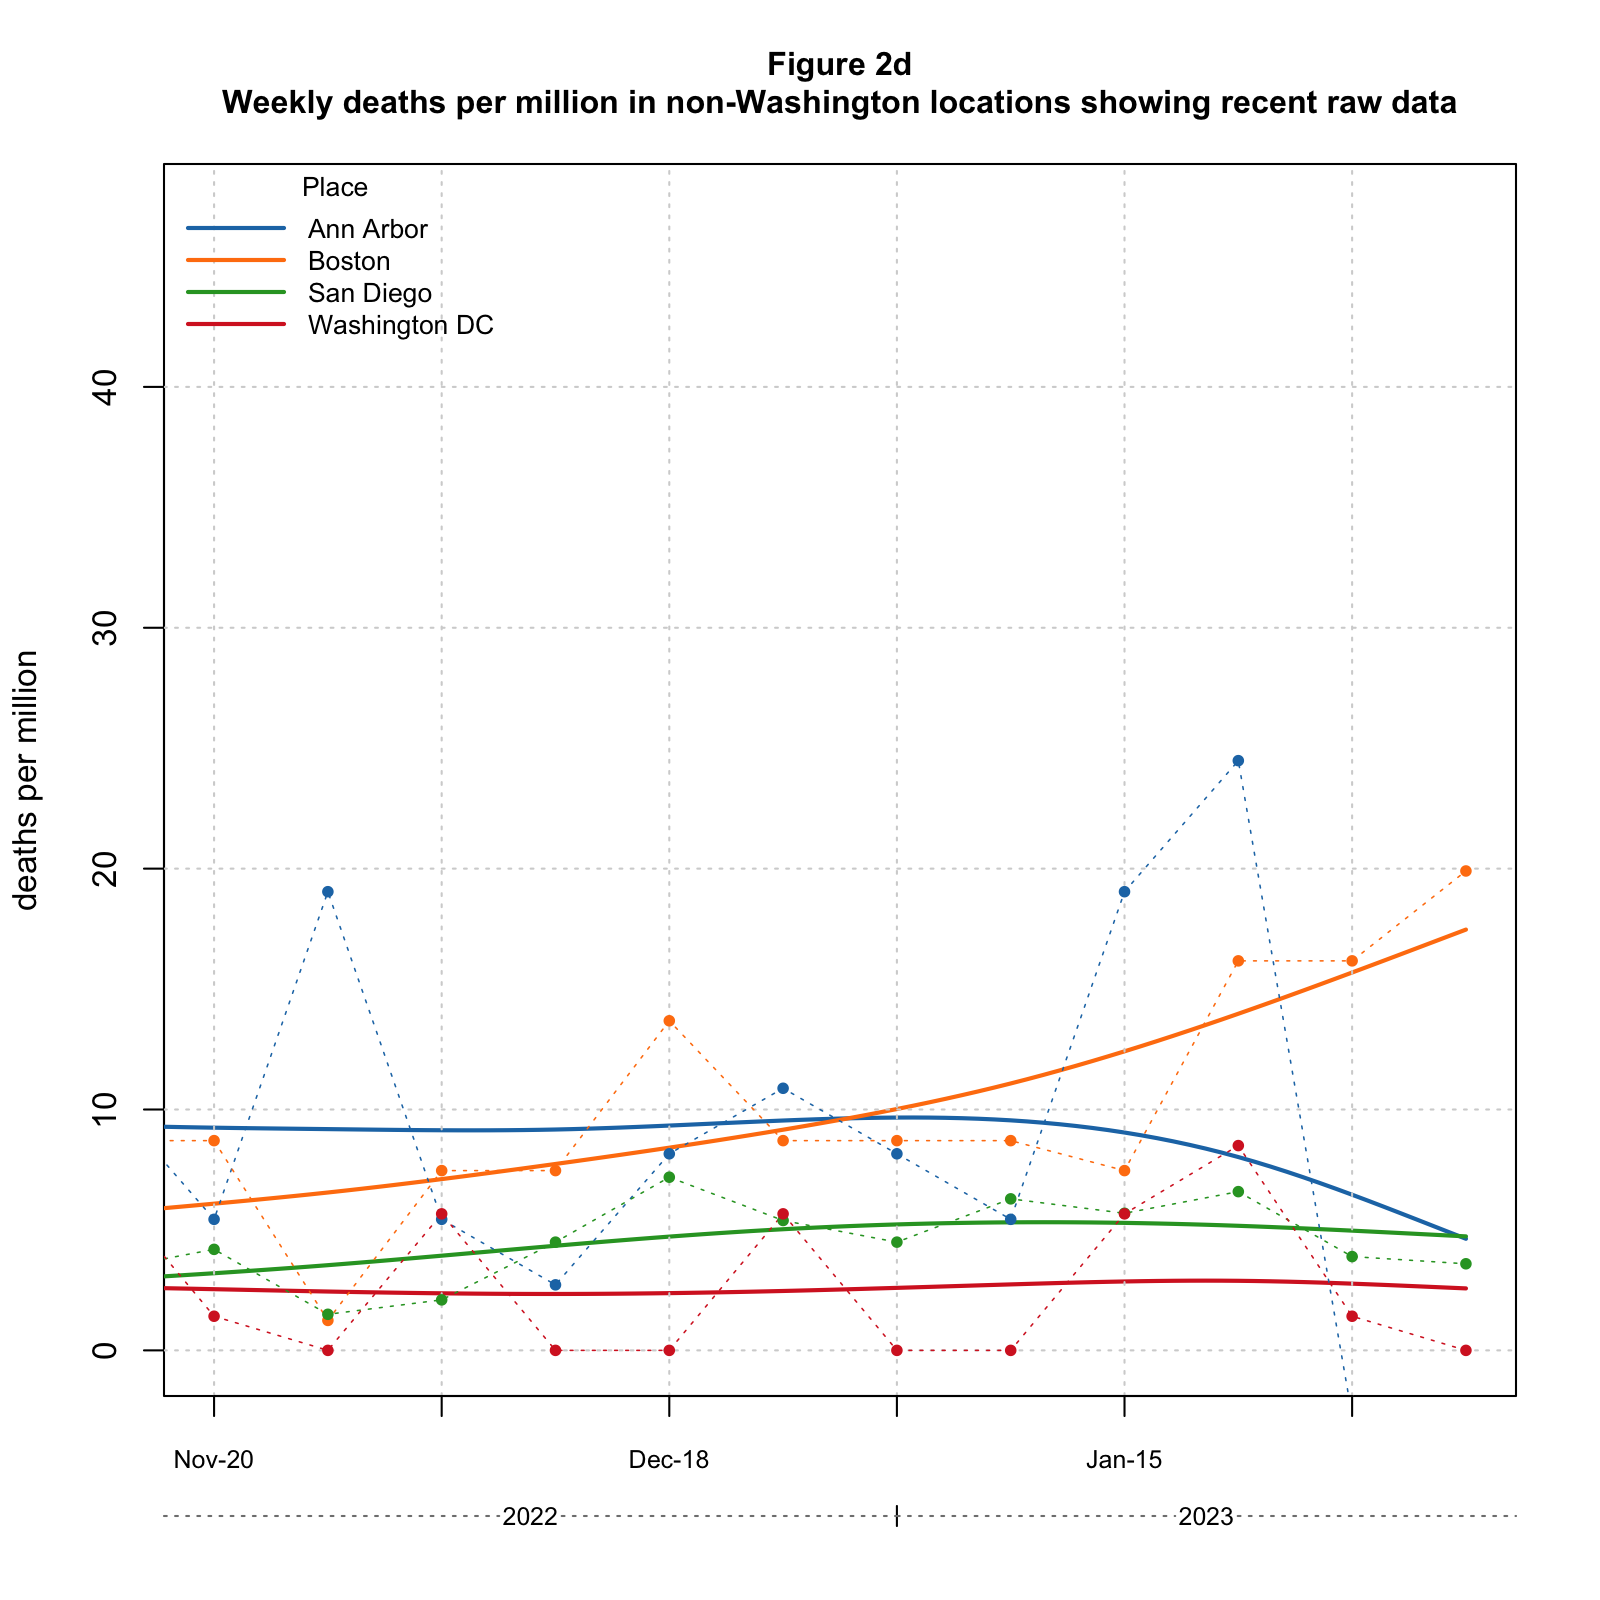 Figure 2d
Weekly deaths per million in non-Washington locations showing recent raw data
Place
Ann Arbor
Boston
San Diego
Washington DC
deaths per million
40
30
20
10
0
Nov-20
Dec-18
Jan-15
2022
2023